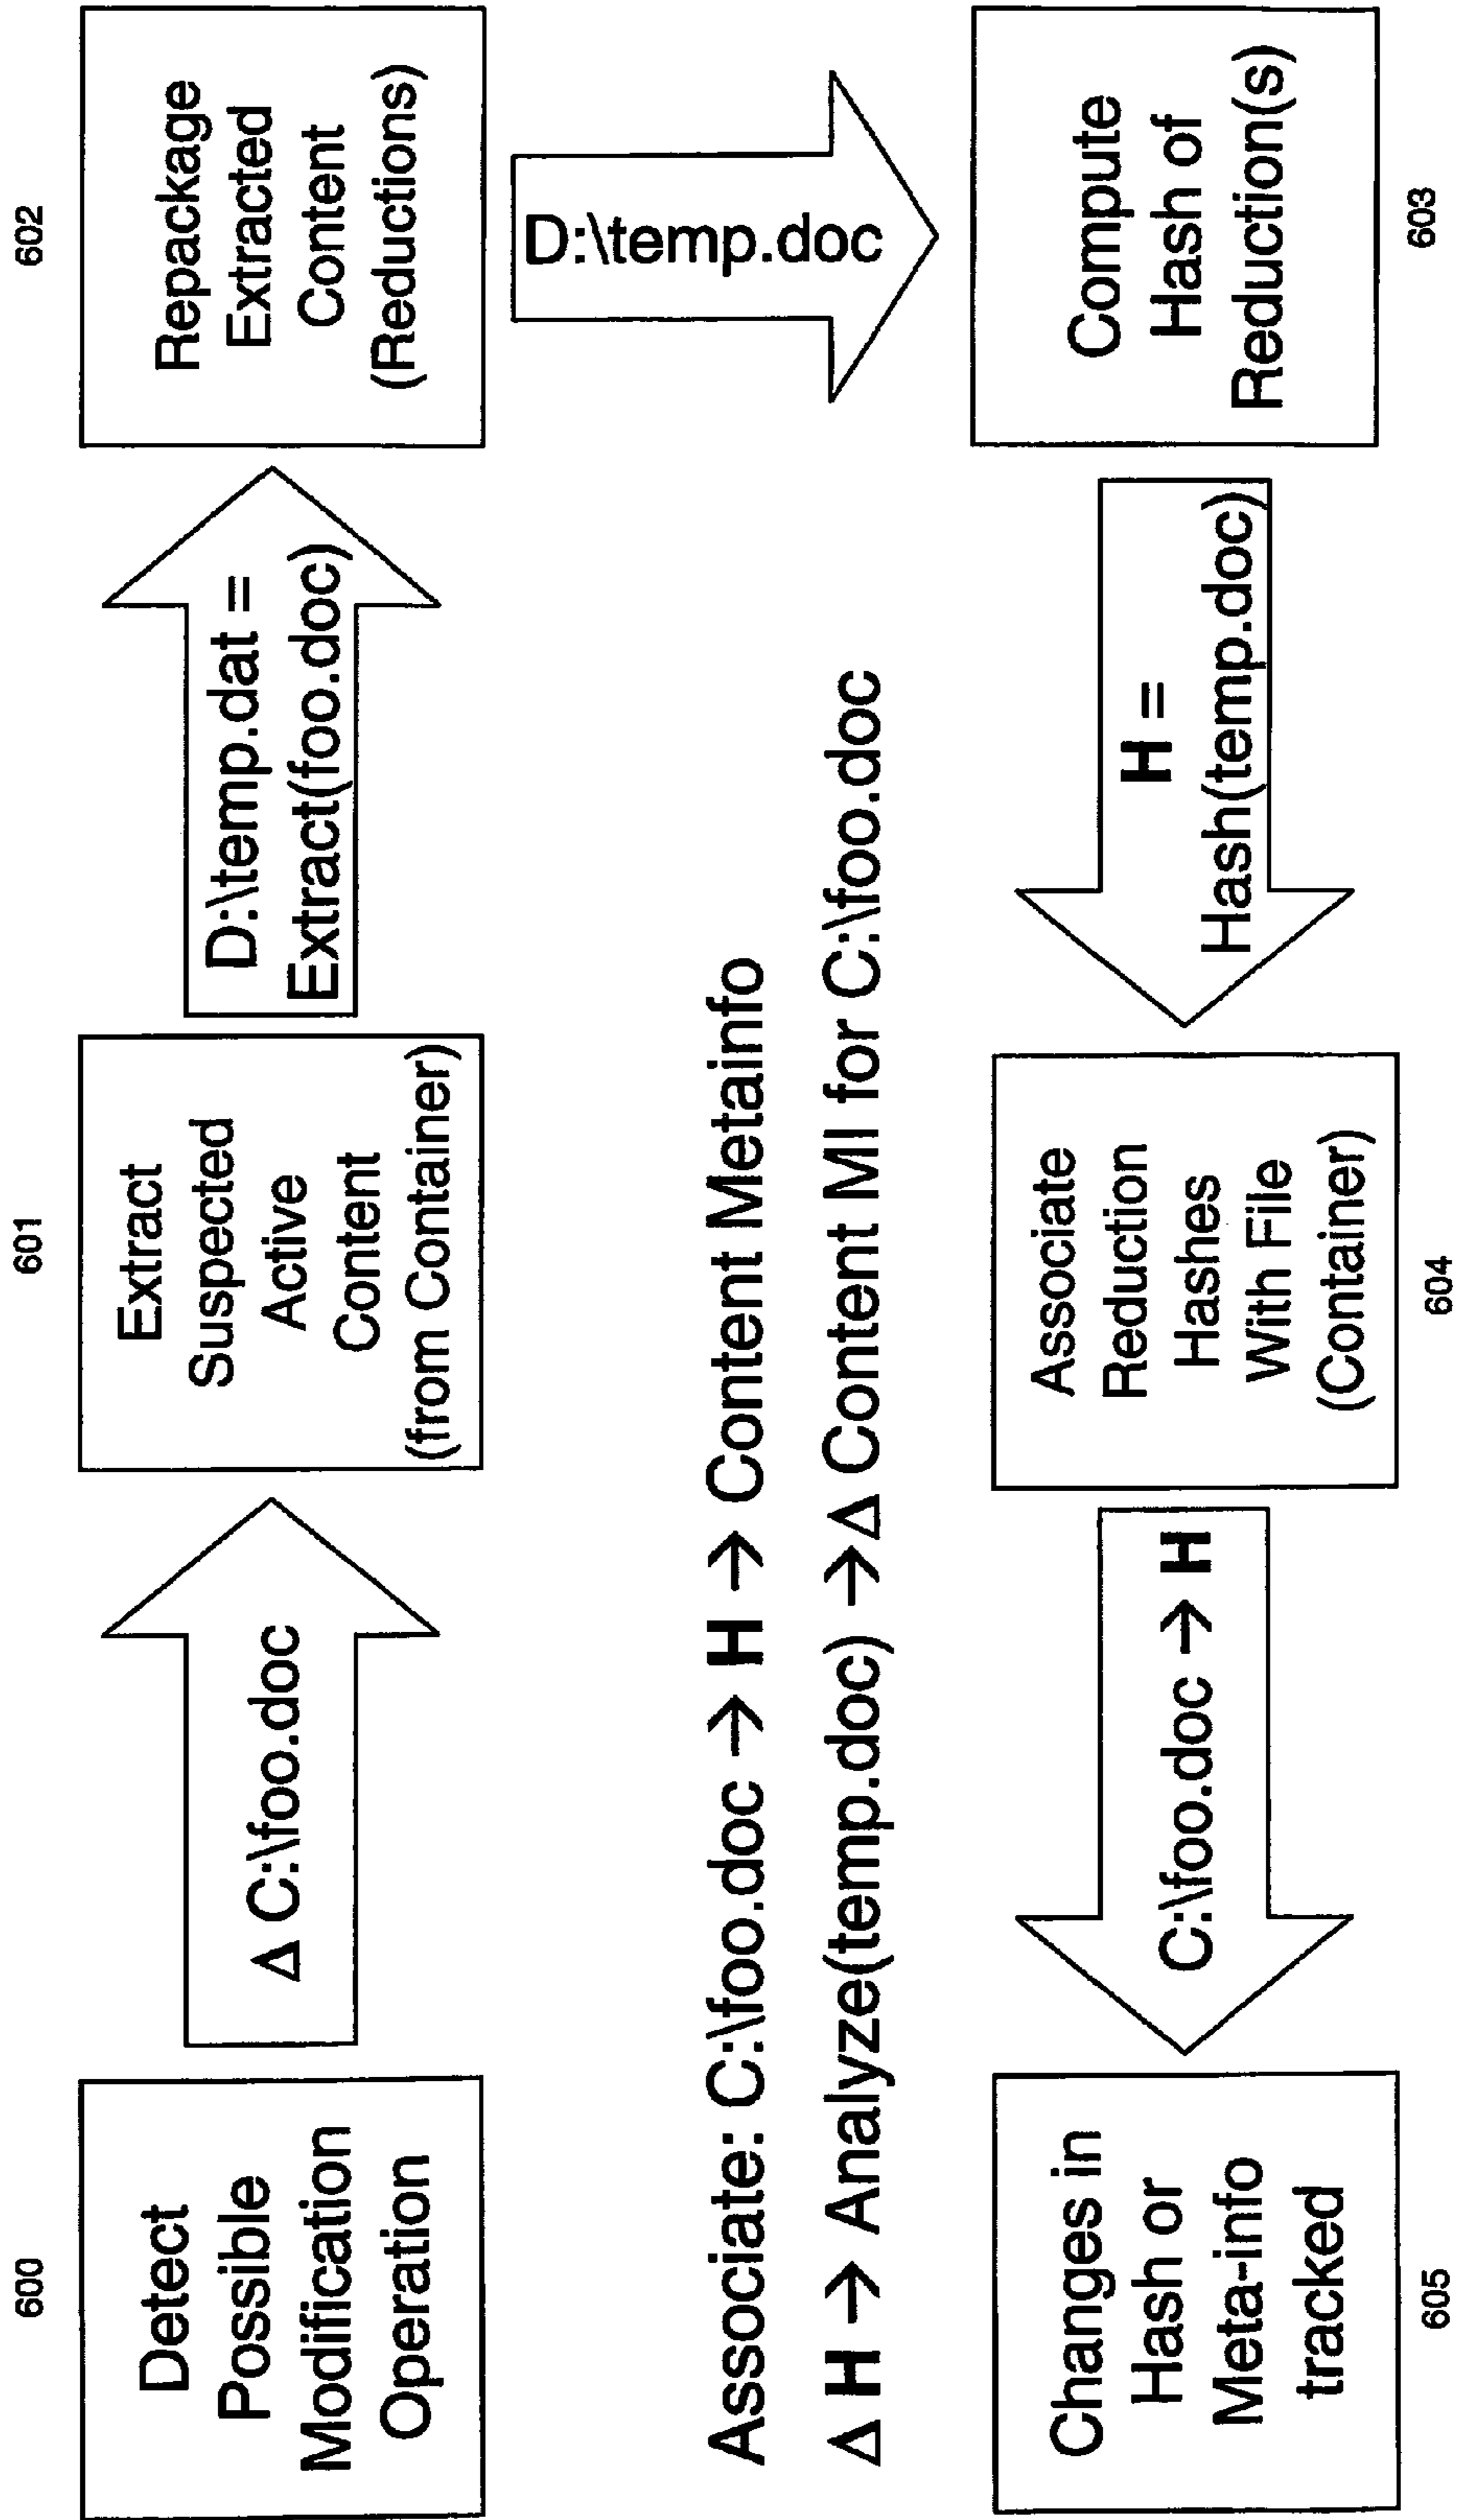 600
Detect
Possible
Modification
Operation
Δ C:\foo.doc
601
Extract
Suspected
Active
Content
(from Container)
D:\temp.dat =
Extract(foo.doc)
602
Repackage
Extracted
Content
(Reductions)
D:\temp.doc
Associate: C:\foo.doc → H → Content Metainfo
Δ H → Analyze(temp.doc) → Δ Content MI for C:\foo.doc
Compute
Hash of
Reduction(s)
603
H =
Hash(temp.doc)
Associate
Reduction
Hashes
With File
(Container)
604
C:\foo.doc → H
Changes in
Hash or
Meta-info
tracked
605